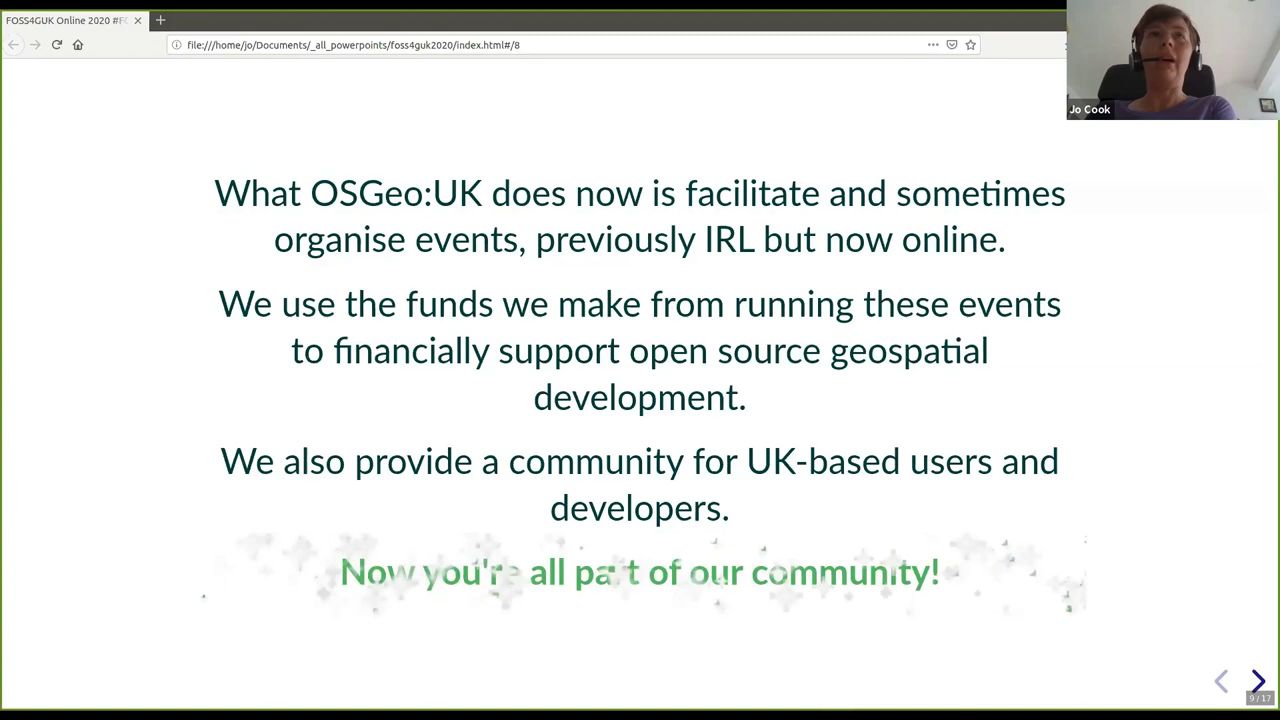 FOSS4GUK Online 2020 #FO
file:///home/jo/Documents/_all_powerpoints/foss4guk2020/index.html#/8
Jo Cook
What OSGeo:UK does now is facilitate and sometimes
organise events, previously IRL but now online.
We use the funds we make from running these events
to financially support open source geospatial
development.
We also provide a community for UK-based users and
developers.
Now you're all part of our community!
9/17